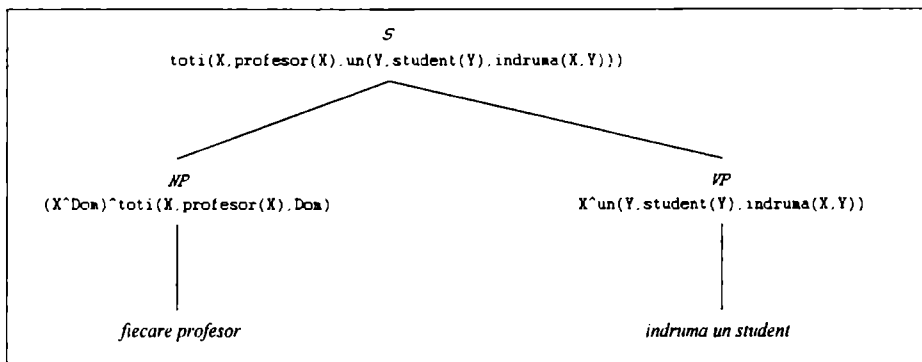 S
toti(X,profesor(X),un(Y,student(Y),indruma(X,Y)))
NP
VP
(X^Dom)^toti(X,profesor(X),Dom)
X^un(Y,student(Y),indruma(X,Y))
fiecare profesor
indruma un student